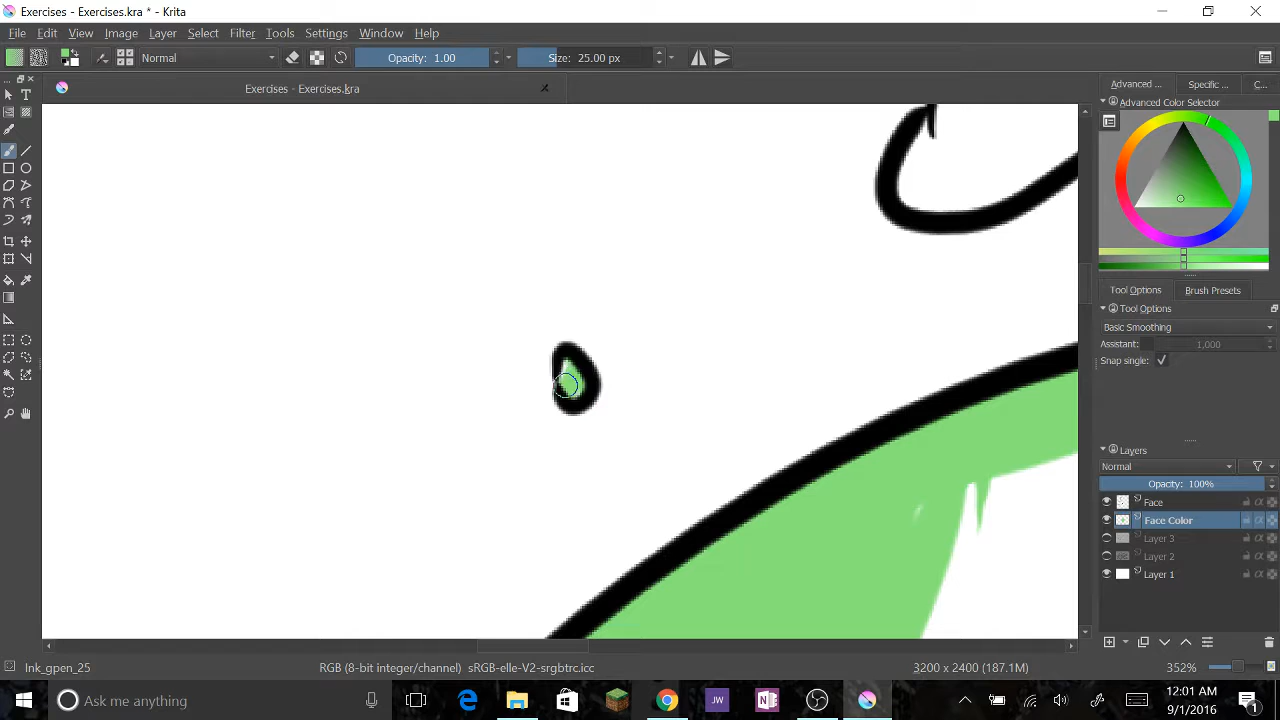 Exercises - Exercises.kra * - Krita
File Edit View Image Layer Filter Select Tools Settings Window Help
Normal Opacity: 1.00 Size: 25.00 px
Exercises - Exercises.kra
Advanced ... Specific ... C...
Advanced Color Selector
Tool Options Brush Presets
Tool Options
Basic Smoothing
Assistant: 1,000
Snap single:
Layers
Normal
Opacity: 100%
Face
Face Color
Layer 3
Layer 2
Layer 1
Ink_gpen_25 RGB (8-bit integer/channel) sRGB-elle-V2-srgbtrc.icc 3200 x 2400 (187.1M) 352%
Ask me anything
JW
12:01 AM
9/1/2016